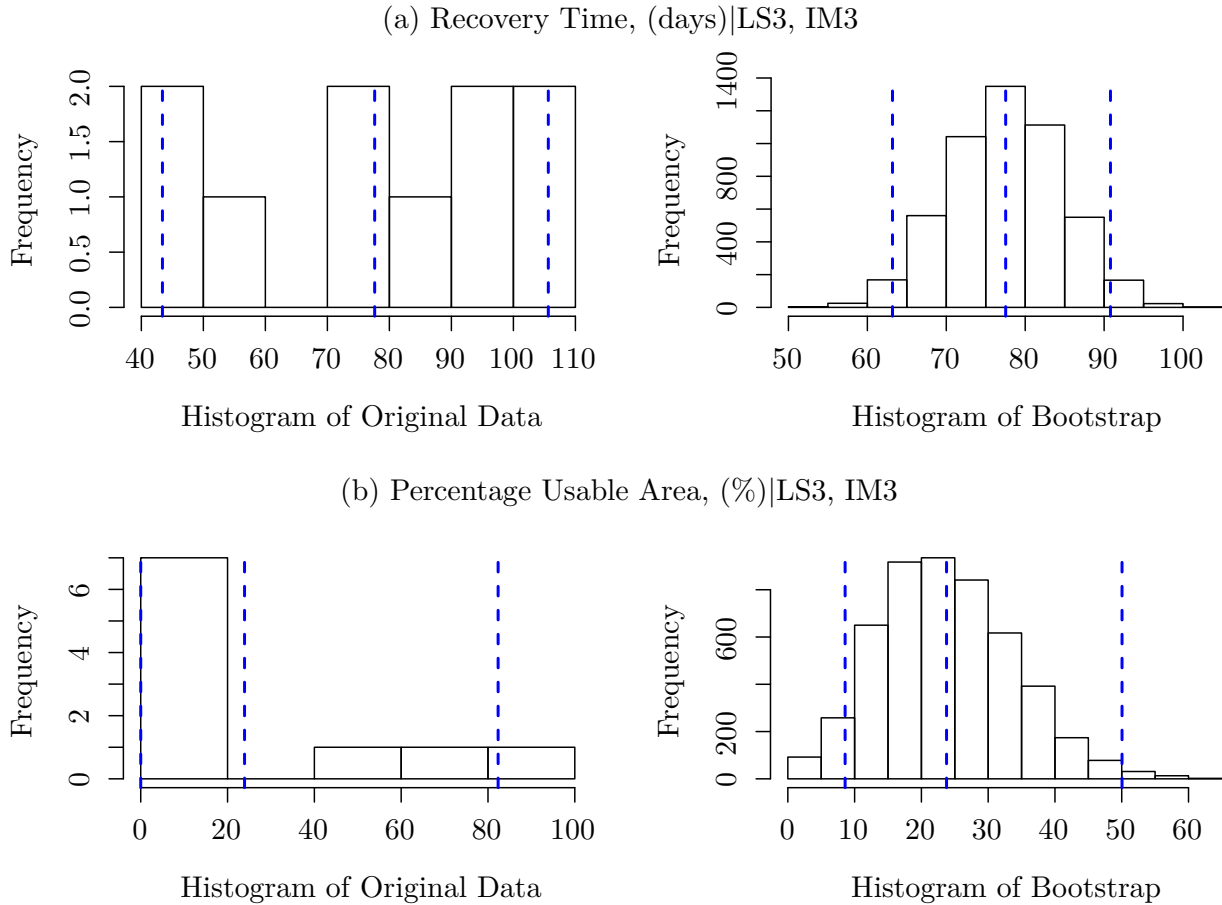 (a) Recovery Time, (days)|LS3, IM3
Frequency
0.0 0.5 1.0 1.5 2.0
40 50 60 70 80 90 100 110
Histogram of Original Data
Frequency
0 400 800 1400
50 60 70 80 90 100
Histogram of Bootstrap
(b) Percentage Usable Area, (%)|LS3, IM3
Frequency
0 2 4 6
0 20 40 60 80 100
Histogram of Original Data
Frequency
0 200 600
0 10 20 30 40 50 60
Histogram of Bootstrap